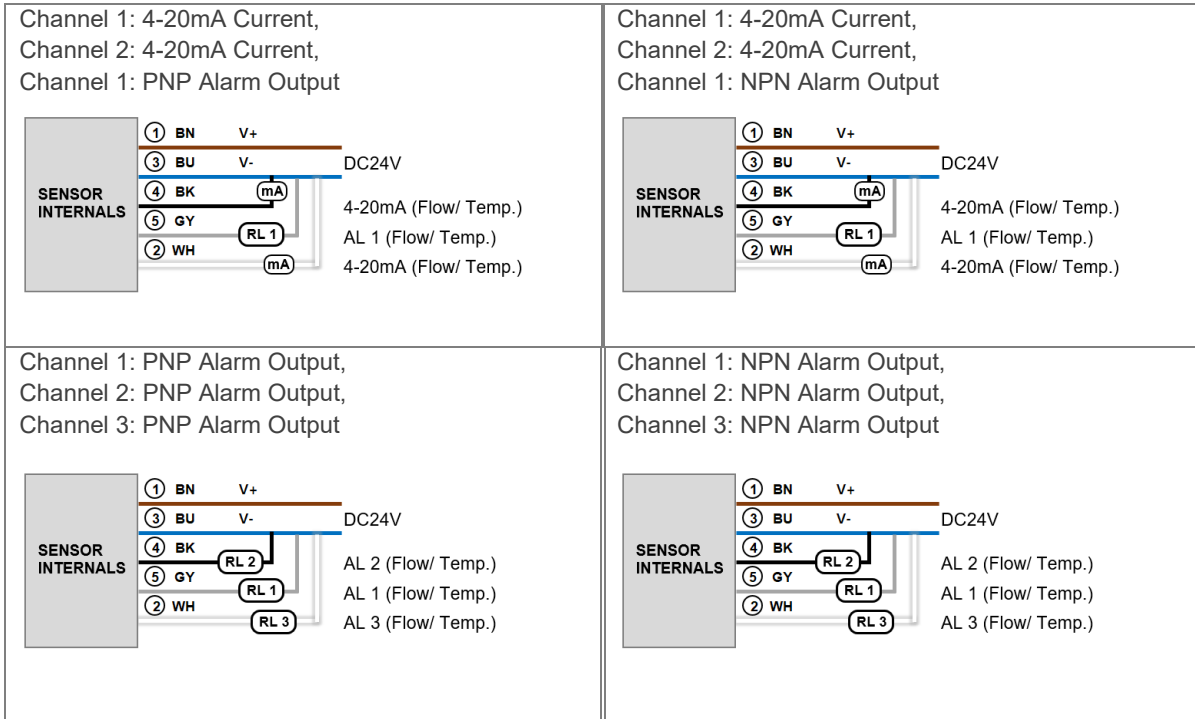 Channel 1: 4-20mA Current,
Channel 2: 4-20mA Current,
Channel 1: PNP Alarm Output
1 BN V+
3 BU V- DC24V
4 BK mA
SENSOR
INTERNALS
4-20mA (Flow/ Temp.)
5 GY
RL 1 AL 1 (Flow/ Temp.)
2 WH
mA 4-20mA (Flow/ Temp.)
Channel 1: 4-20mA Current,
Channel 2: 4-20mA Current,
Channel 1: NPN Alarm Output
1 BN V+
3 BU V- DC24V
4 BK mA
SENSOR
INTERNALS
4-20mA (Flow/ Temp.)
5 GY
RL 1 AL 1 (Flow/ Temp.)
2 WH
mA 4-20mA (Flow/ Temp.)
Channel 1: PNP Alarm Output,
Channel 2: PNP Alarm Output,
Channel 3: PNP Alarm Output
1 BN V+
3 BU V- DC24V
4 BK
SENSOR
INTERNALS
RL 2 AL 2 (Flow/ Temp.)
5 GY
RL 1 AL 1 (Flow/ Temp.)
2 WH
RL 3 AL 3 (Flow/ Temp.)
Channel 1: NPN Alarm Output,
Channel 2: NPN Alarm Output,
Channel 3: NPN Alarm Output
1 BN V+
3 BU V- DC24V
4 BK
SENSOR
INTERNALS
RL 2 AL 2 (Flow/ Temp.)
5 GY
RL 1 AL 1 (Flow/ Temp.)
2 WH
RL 3 AL 3 (Flow/ Temp.)